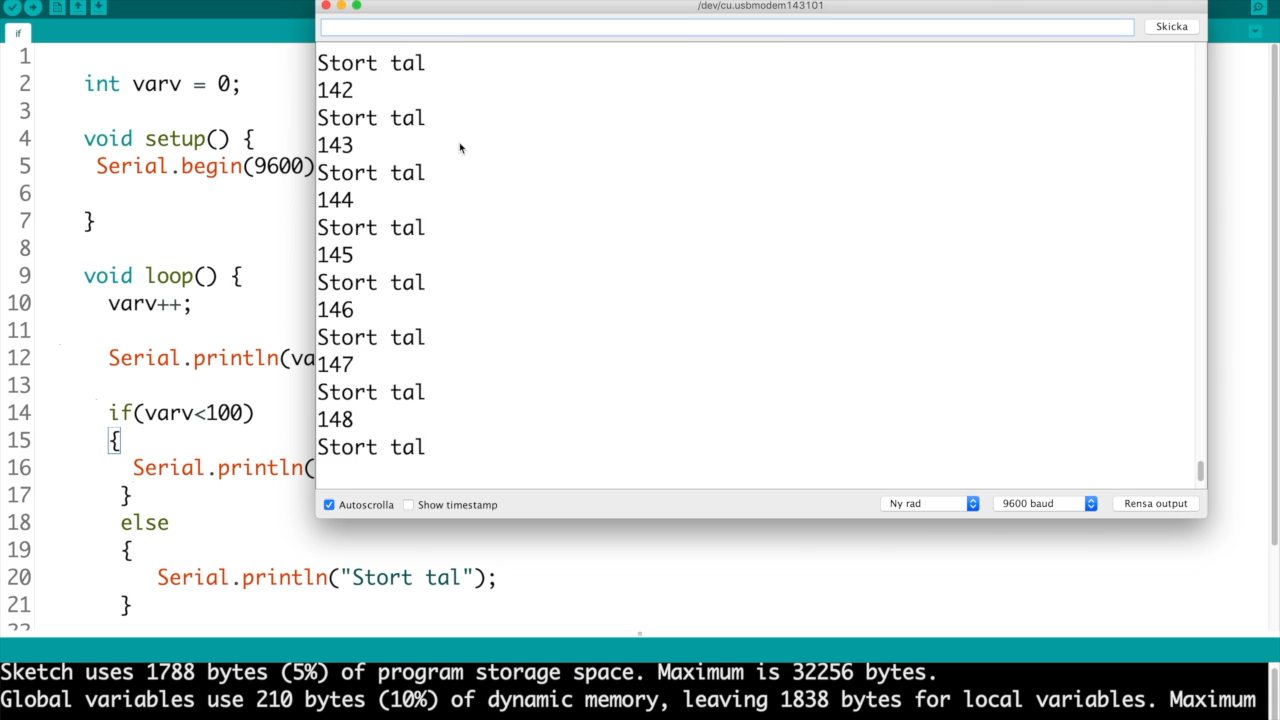 /dev/cu.usbmodem143101
Skicka
if
1
2 int varv = 0;
3
4 void setup() {
5 Serial.begin(9600)
6
7 }
8
9 void loop() {
10 varv++;
11
12 Serial.println(va
13
14 if(varv<100)
15 {
16 Serial.println(
17 }
18 else
19 {
20 Serial.println("Stort tal");
21 }
22
Stort tal
142
Stort tal
143
Stort tal
144
Stort tal
145
Stort tal
146
Stort tal
147
Stort tal
148
Stort tal
Autoscrolla Show timestamp Ny rad 9600 baud Rensa output
Sketch uses 1788 bytes (5%) of program storage space. Maximum is 32256 bytes.
Global variables use 210 bytes (10%) of dynamic memory, leaving 1838 bytes for local variables. Maximum